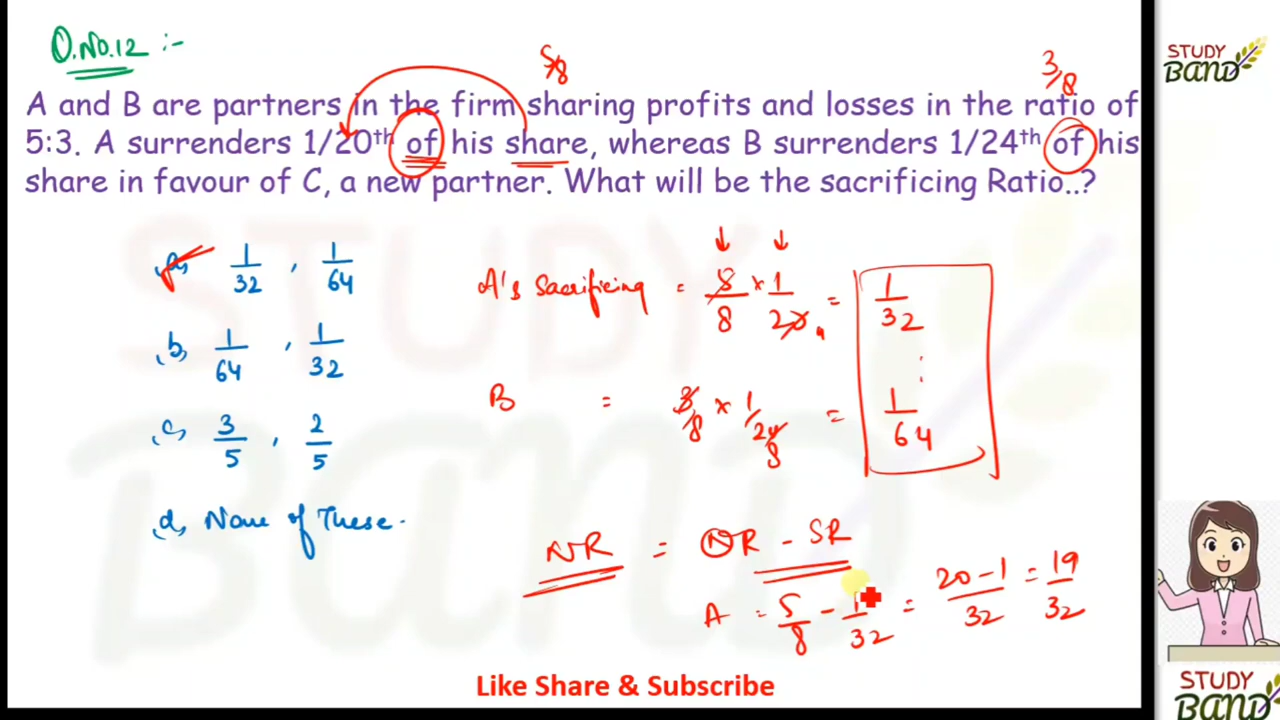 Q.No.12 :-
5/8
3/8
STUDY
BAND
A and B are partners in the firm sharing profits and losses in the ratio of
5:3. A surrenders 1/20th of his share, whereas B surrenders 1/24th of his
share in favour of C, a new partner. What will be the sacrificing Ratio..?
(a) 1/32 , 1/64
A's Sacrificing = 5/8 × 1/20 4 = 1/32
(b) 1/64 , 1/32
B = 3/8 × 1/24 8 = 1/64
(c) 3/5 , 2/5
(d) None of These.
NR = OR - SR
A = 5/8 - 1/32 = 20-1/32 = 19/32
Like Share & Subscribe
STUDY
BAND
STUDY
BAND